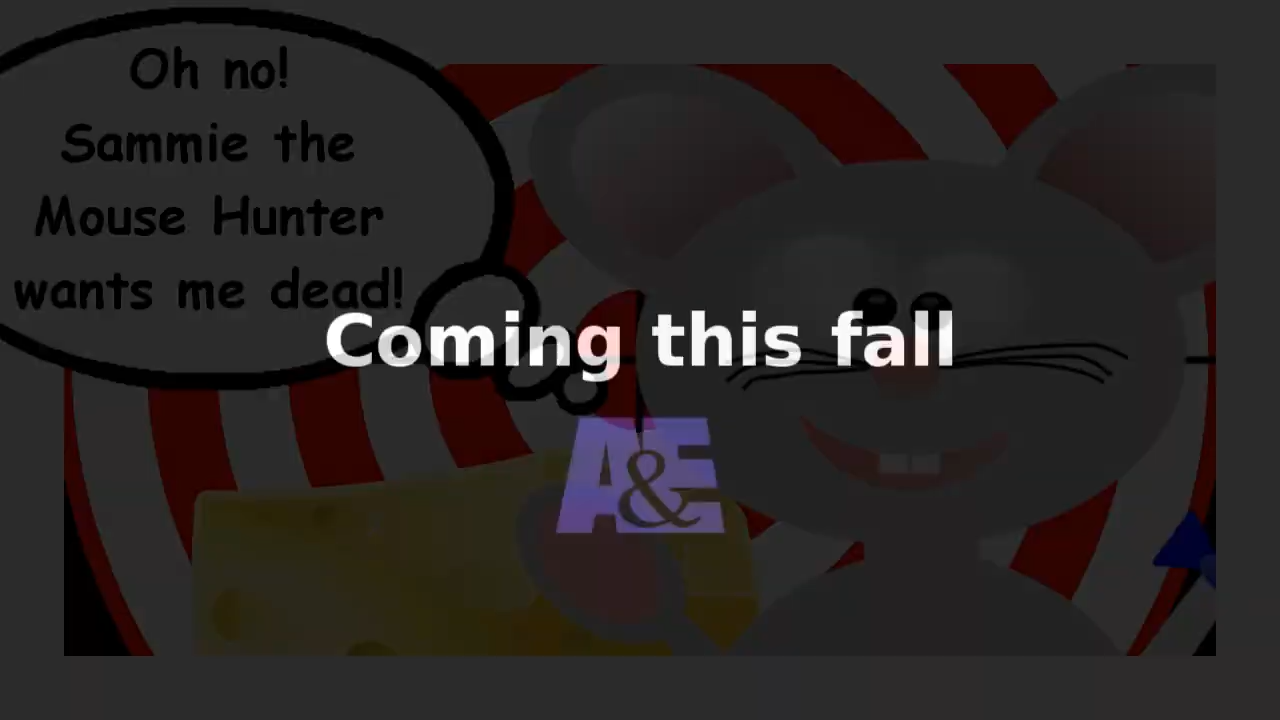 Oh no!
Sammie the
Mouse Hunter
wants me dead!
Coming this fall
A&E